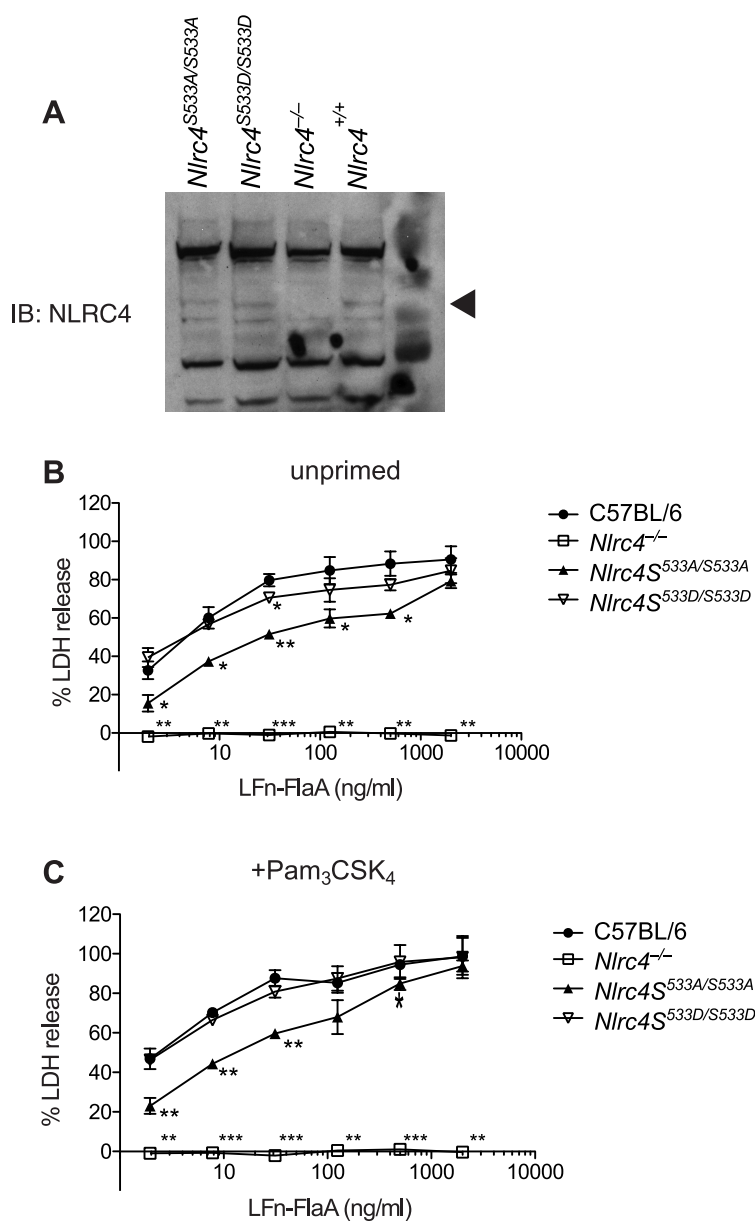 A
Nlrc4S533A/S533A
Nlrc4S533D/S533D
Nlrc4–/–
Nlrc4+/+
IB: NLRC4
B
unprimed
120
100
80
60
40
20
0
% LDH release
* * ** * * *
** ** *** ** ** **
10 100 1000 10000
LFn-FlaA (ng/ml)
C57BL/6
Nlrc4–/–
Nlrc4S533A/S533A
Nlrc4S533D/S533D
C
+Pam3CSK4
120
100
80
60
40
20
0
% LDH release
** ** ** *
** *** *** ** *** **
10 100 1000 10000
LFn-FlaA (ng/ml)
C57BL/6
Nlrc4–/–
Nlrc4S533A/S533A
Nlrc4S533D/S533D